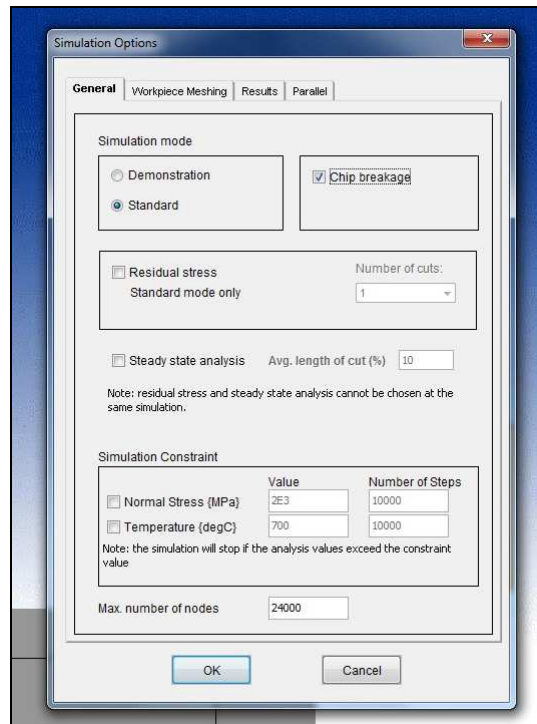 Simulation Options
General Workpiece Meshing Results Parallel
Simulation mode
Demonstration
Standard
Chip breakage
Residual stress
Standard mode only
Number of cuts:
1
Steady state analysis Avg. length of cut (%) 10
Note: residual stress and steady state analysis cannot be chosen at the
same simulation.
Simulation Constraint
Value Number of Steps
Normal Stress {MPa} 2E3 10000
Temperature {degC} 700 10000
Note: the simulation will stop if the analysis values exceed the constraint
value
Max. number of nodes 24000
OK Cancel